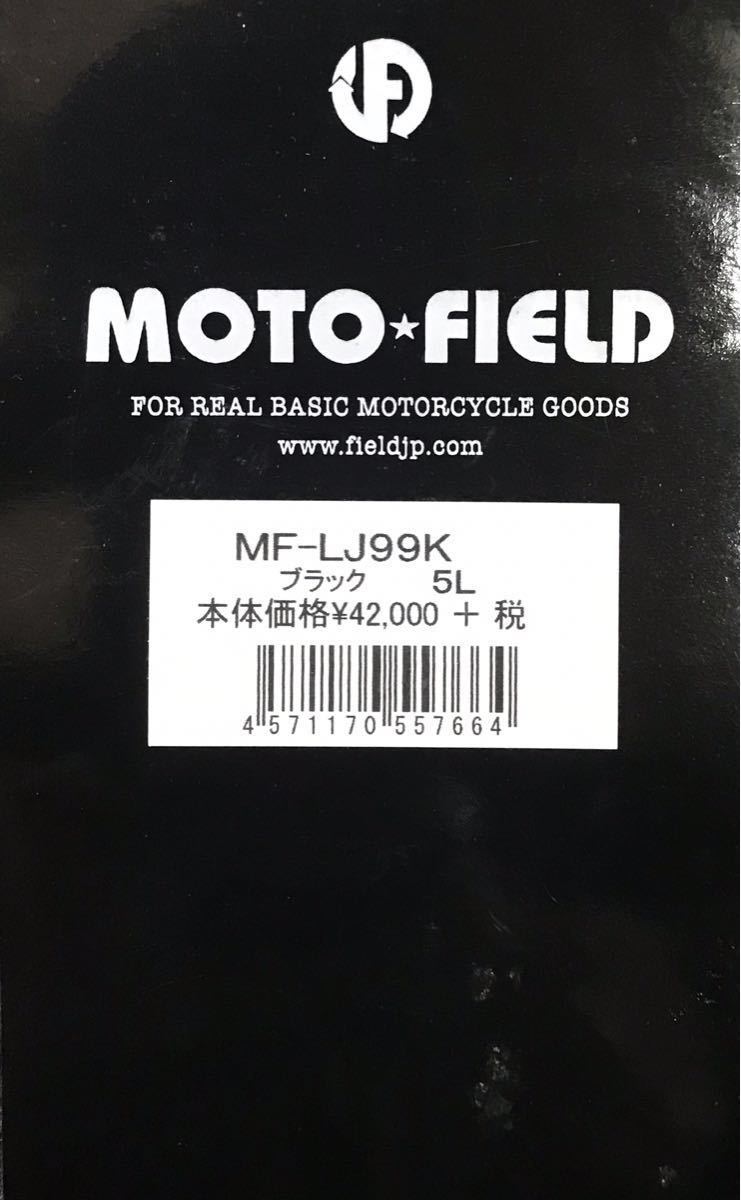 MOTO★FIELD
FOR REAL BASIC MOTORCYCLE GOODS
www.fieldjp.com
MF-LJ99K
ブラック 5L
本体価格¥42,000 + 税
4 571170 557664